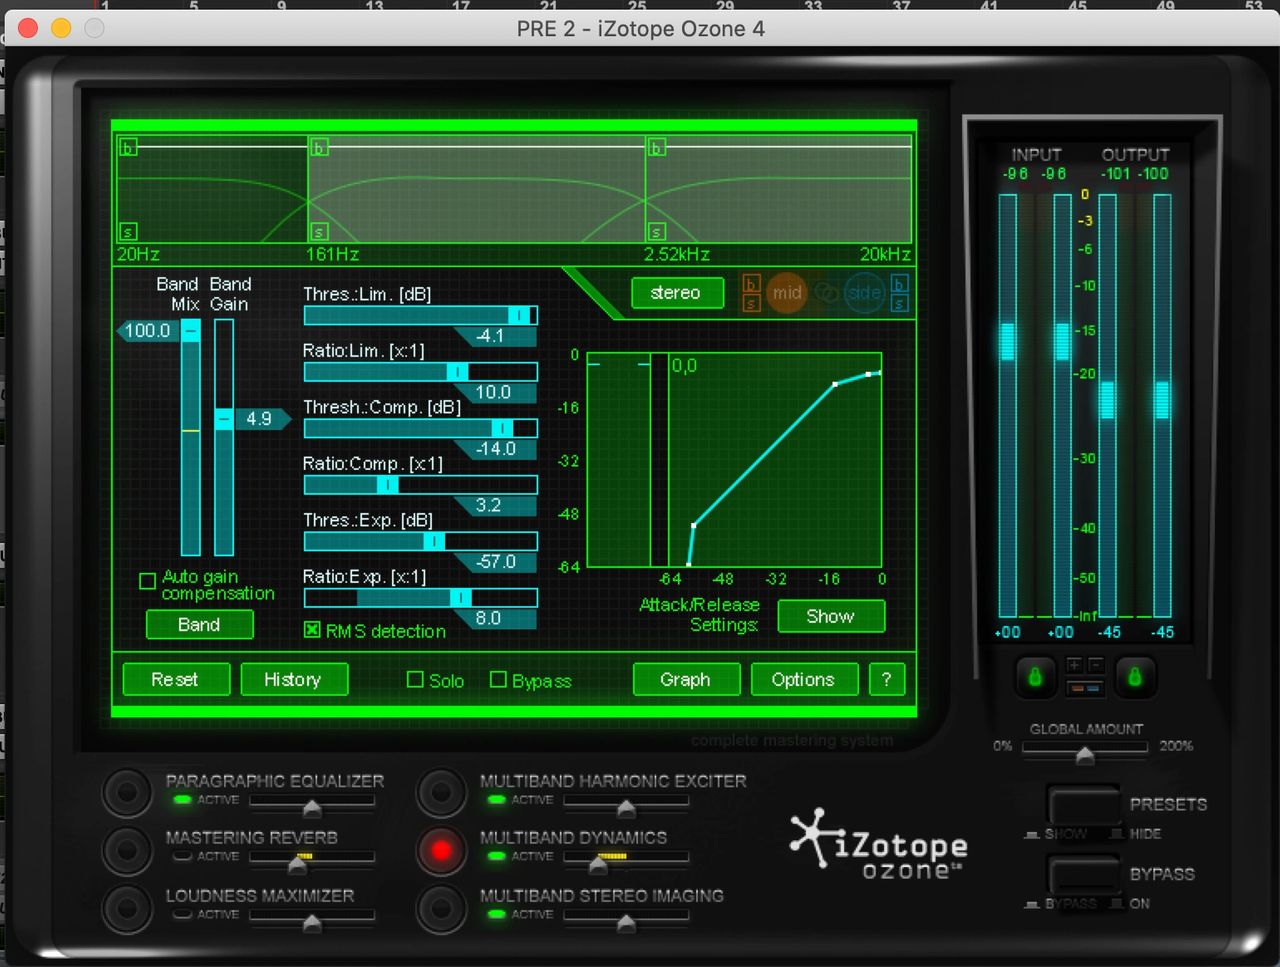 1 5 9 13 17 21 25 29 33 37 41 45 49 53
PRE 2 - iZotope Ozone 4
b b b
s s s
20Hz 161Hz 2.52kHz 20kHz
Band Mix
Band Gain
100.0
4.9
Auto gain compensation
Band
Thres.:Lim. [dB]
-4.1
Ratio:Lim. [x:1]
10.0
Thresh.:Comp. [dB]
-14.0
Ratio:Comp. [x:1]
3.2
Thres.:Exp. [dB]
-57.0
Ratio:Exp. [x:1]
8.0
RMS detection
stereo
b s mid side b s
0,0
0
-16
-32
-48
-64
-64 -48 -32 -16 0
Attack/Release Settings:
Show
Reset History Solo Bypass Graph Options ?
complete mastering system
INPUT OUTPUT
-96 -96 -101 -100
0
-3
-6
-10
-15
-20
-30
-40
-50
-Inf
+00 +00 -45 -45
+ -
GLOBAL AMOUNT
0% 200%
PARAGRAPHIC EQUALIZER
ACTIVE
MASTERING REVERB
ACTIVE
LOUDNESS MAXIMIZER
ACTIVE
MULTIBAND HARMONIC EXCITER
ACTIVE
MULTIBAND DYNAMICS
ACTIVE
MULTIBAND STEREO IMAGING
ACTIVE
iZotope
ozone™
PRESETS
SHOW HIDE
BYPASS
BYPASS ON